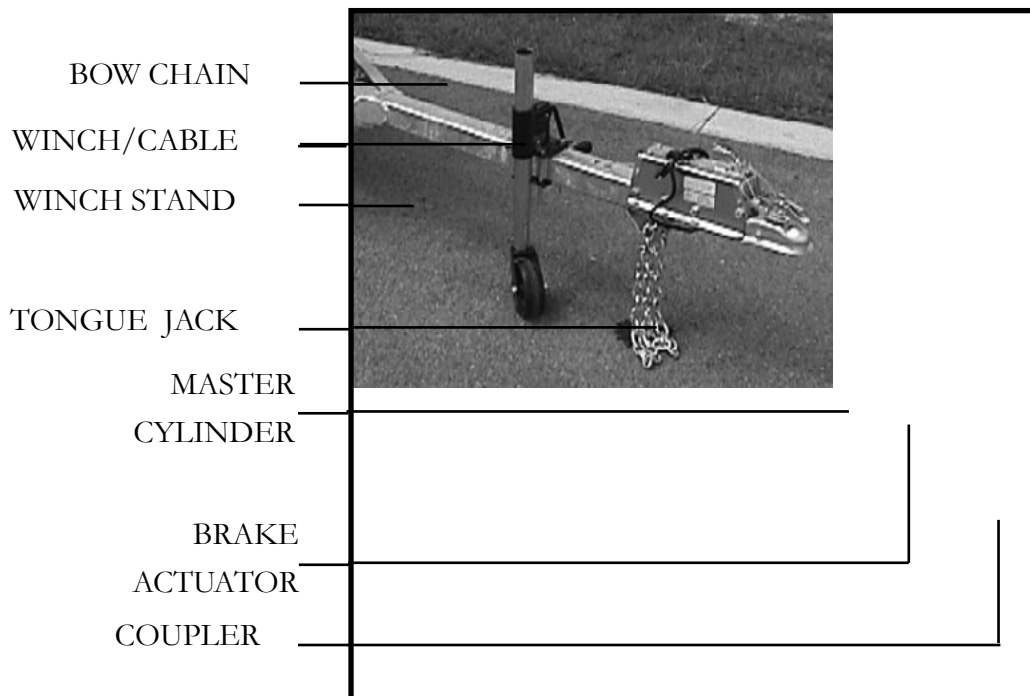 BOW CHAIN
WINCH/CABLE
WINCH STAND
TONGUE JACK
MASTER
CYLINDER
BRAKE
ACTUATOR
COUPLER